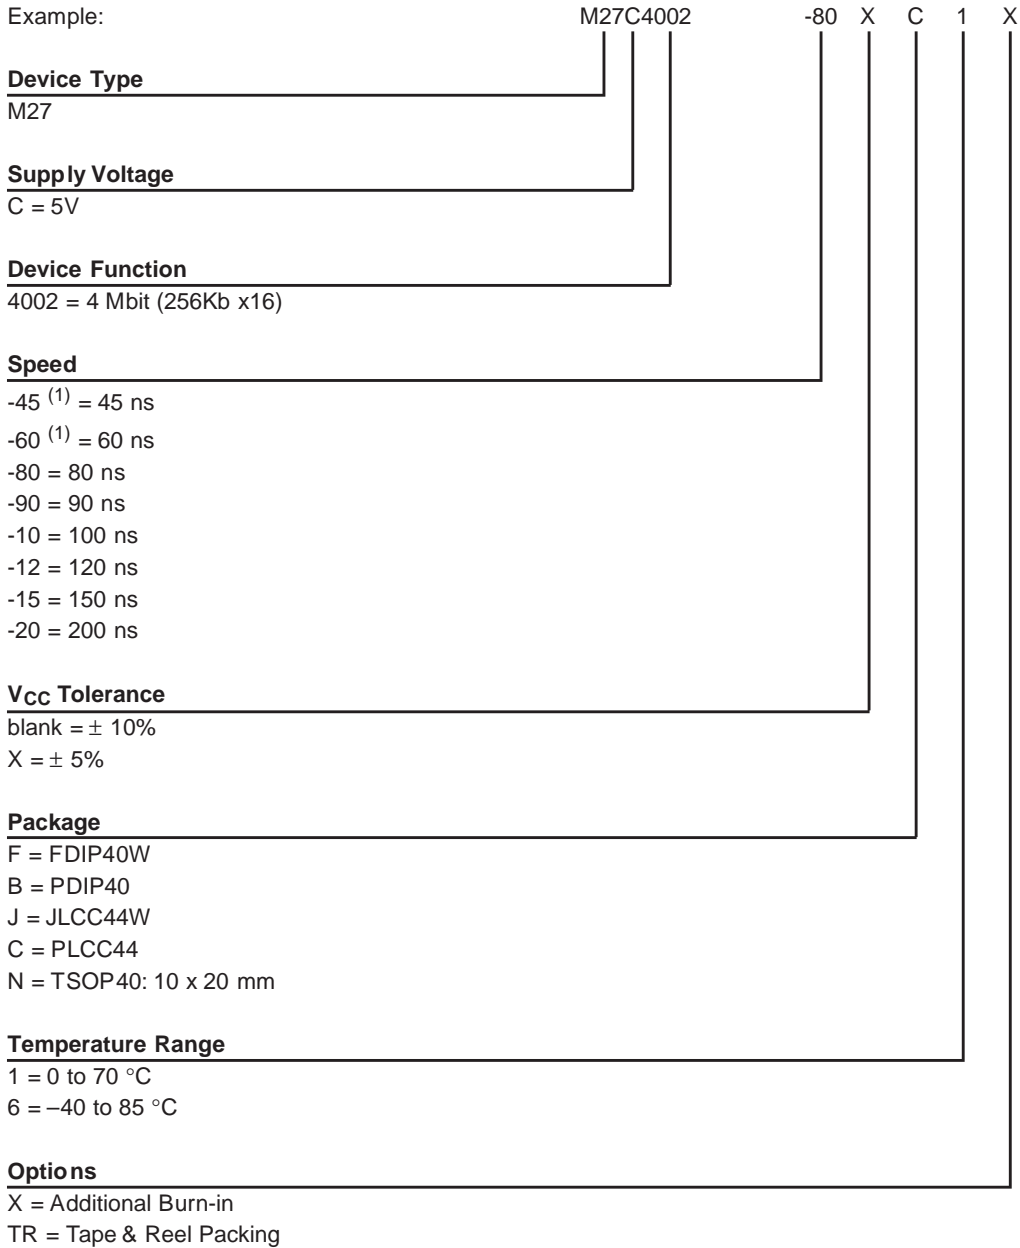 Example: M27C4002 -80 X C 1 X
Device Type
M27
Supply Voltage
C = 5V
Device Function
4002 = 4 Mbit (256Kb x16)
Speed
-45 (1) = 45 ns
-60 (1) = 60 ns
-80 = 80 ns
-90 = 90 ns
-10 = 100 ns
-12 = 120 ns
-15 = 150 ns
-20 = 200 ns
VCC Tolerance
blank = ± 10%
X = ± 5%
Package
F = FDIP40W
B = PDIP40
J = JLCC44W
C = PLCC44
N = TSOP40: 10 x 20 mm
Temperature Range
1 = 0 to 70 °C
6 = –40 to 85 °C
Options
X = Additional Burn-in
TR = Tape & Reel Packing